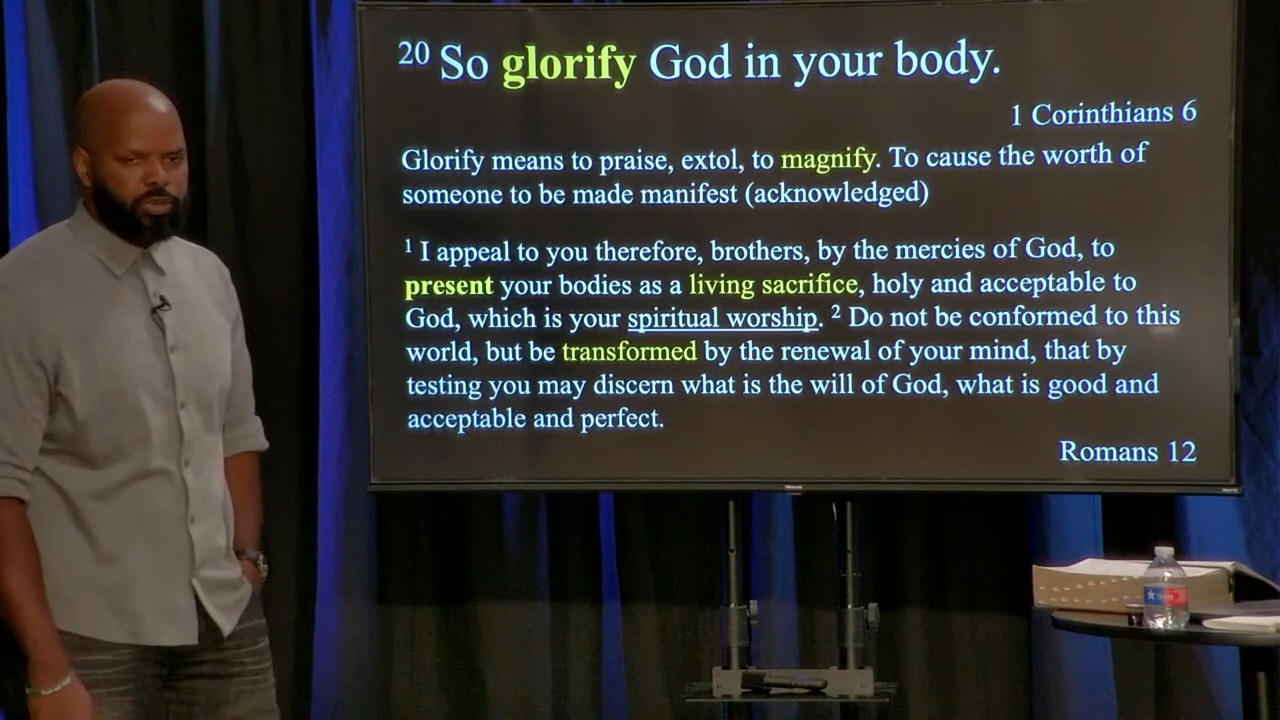 20 So glorify God in your body.
1 Corinthians 6
Glorify means to praise, extol, to magnify. To cause the worth of
someone to be made manifest (acknowledged)
1 I appeal to you therefore, brothers, by the mercies of God, to
present your bodies as a living sacrifice, holy and acceptable to
God, which is your spiritual worship. 2 Do not be conformed to this
world, but be transformed by the renewal of your mind, that by
testing you may discern what is the will of God, what is good and
acceptable and perfect.
Romans 12